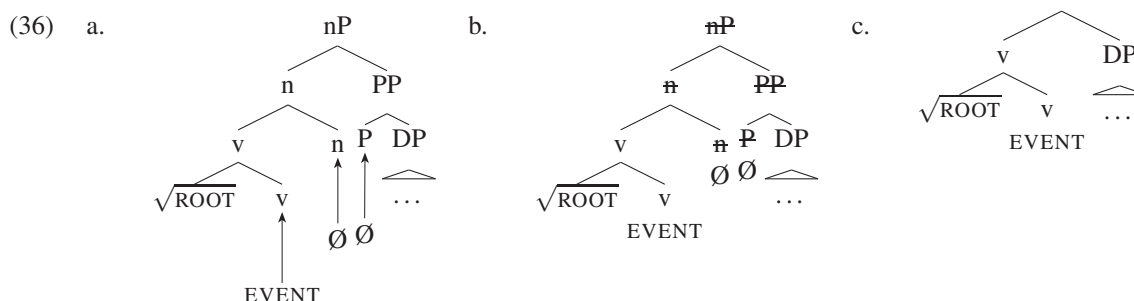 (36) a. nP b. ~~nP~~ c.
n PP ~~n~~ ~~PP~~ v DP
v n P DP v ~~n~~ ~~P~~ DP √ROOT v ...
Ø Ø EVENT
√ROOT v ... √ROOT v ...
Ø Ø EVENT
EVENT